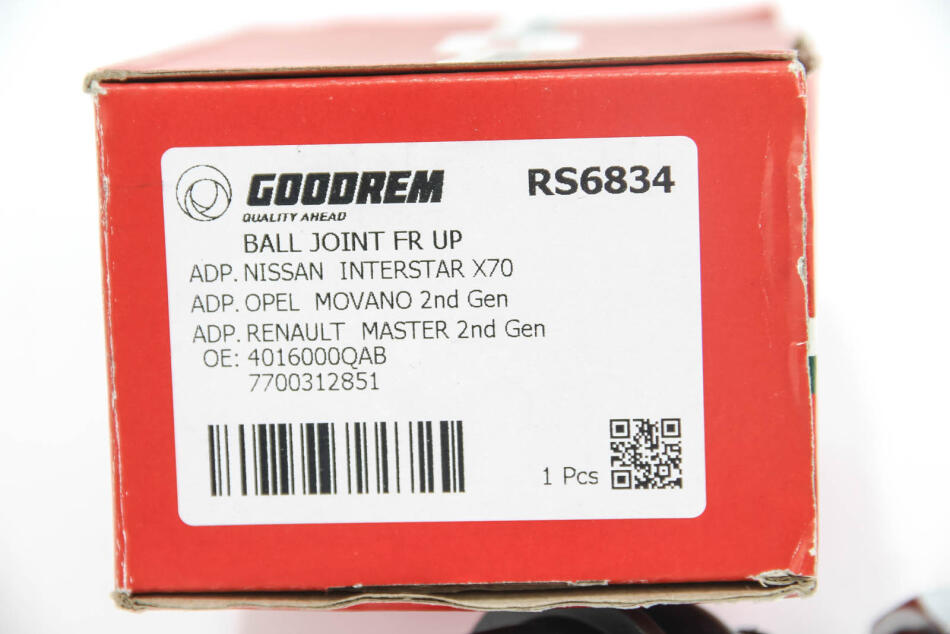 GOODREM
RS6834
QUALITY AHEAD
BALL JOINT FR UP
ADP. NISSAN INTERSTAR X70
ADP. OPEL MOVANO 2nd Gen
ADP. RENAULT MASTER 2nd Gen
OE: 4016000QAB
7700312851
1 Pcs